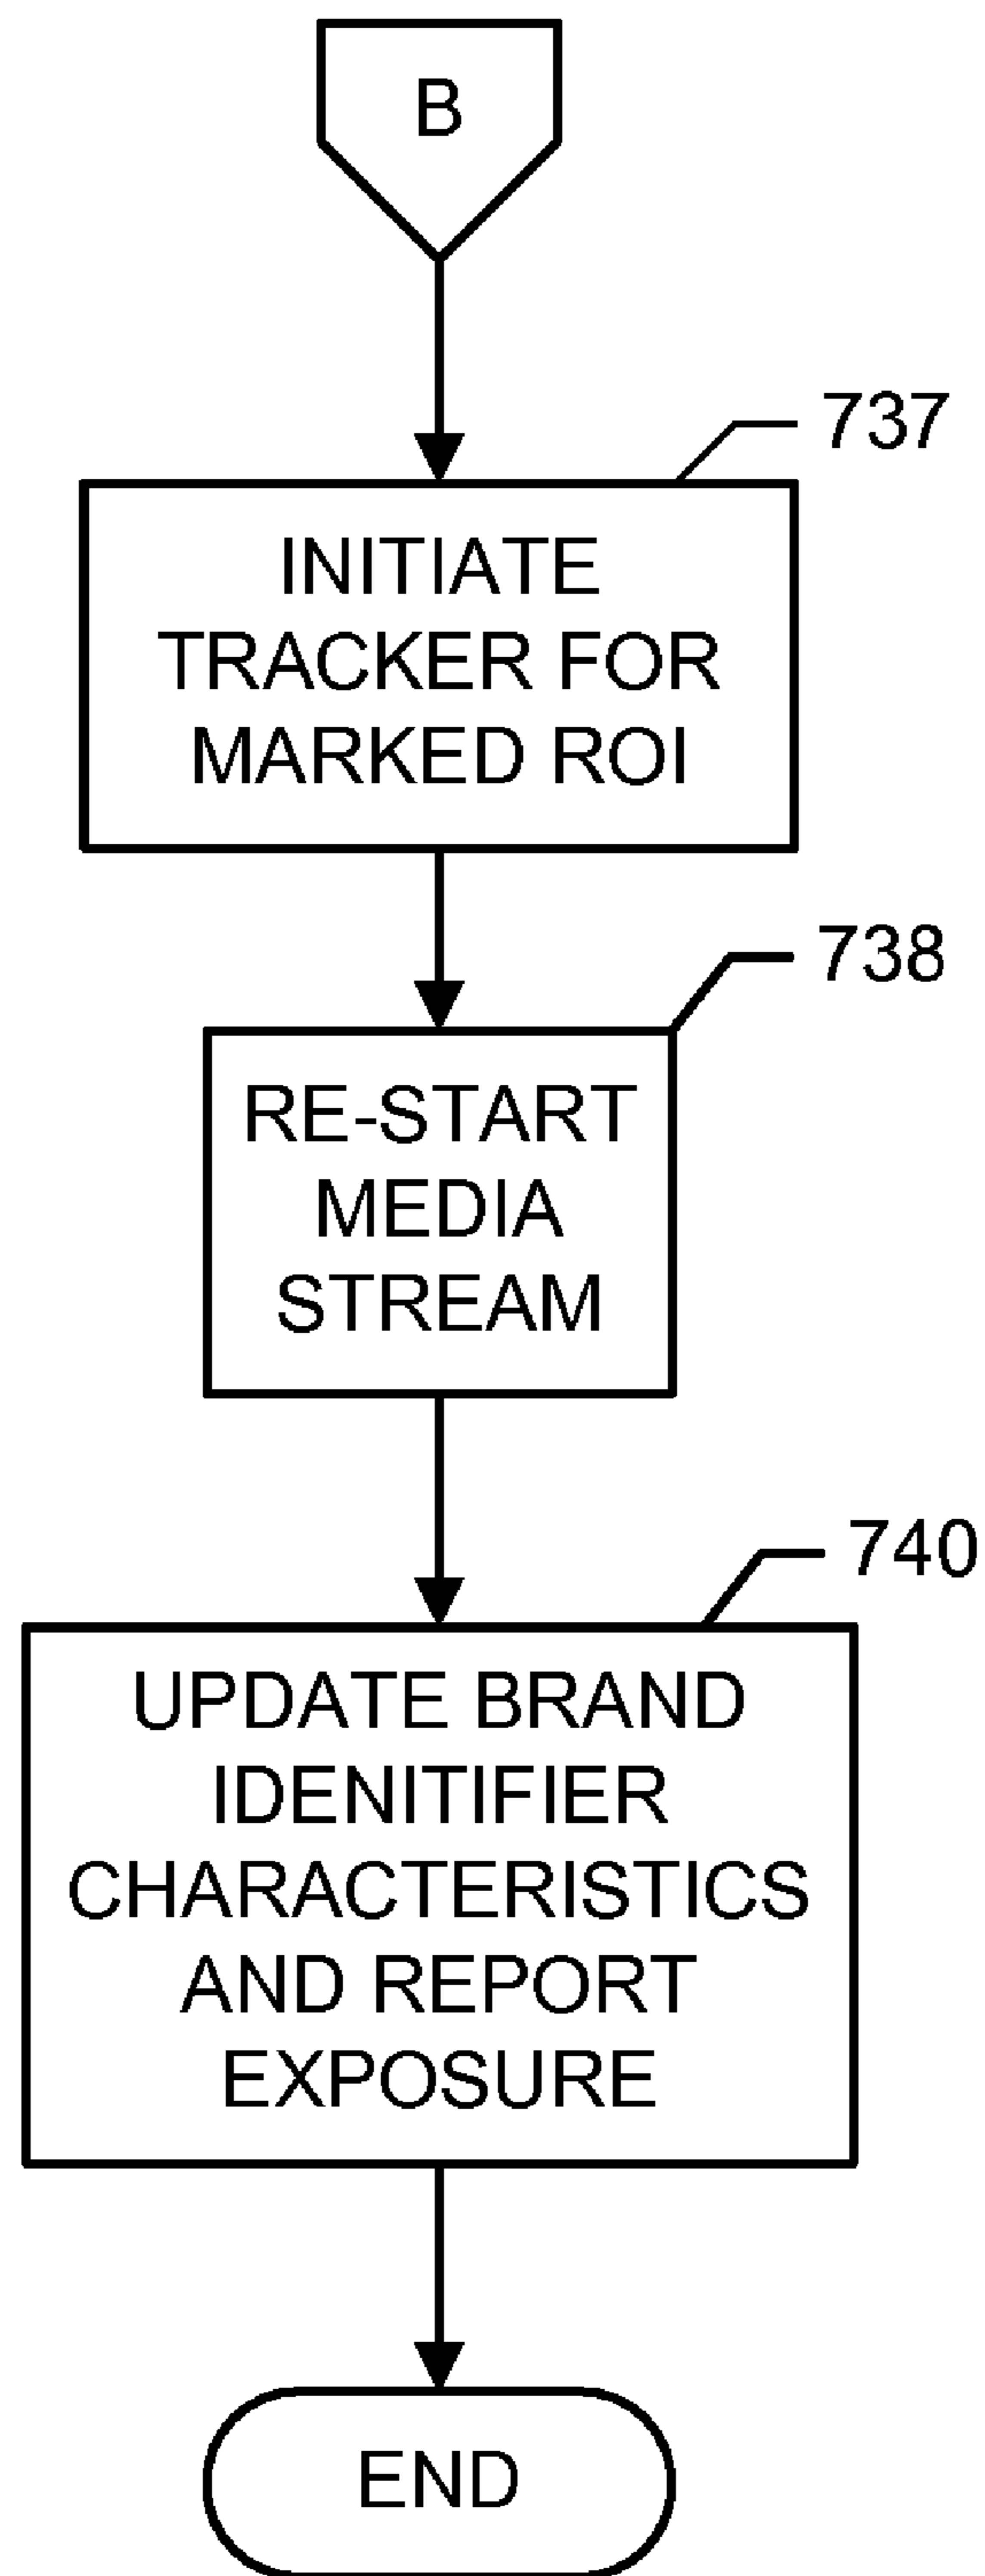 B
737
INITIATE
TRACKER FOR
MARKED ROI
738
RE-START
MEDIA
STREAM
740
UPDATE BRAND
IDENITIFIER
CHARACTERISTICS
AND REPORT
EXPOSURE
END